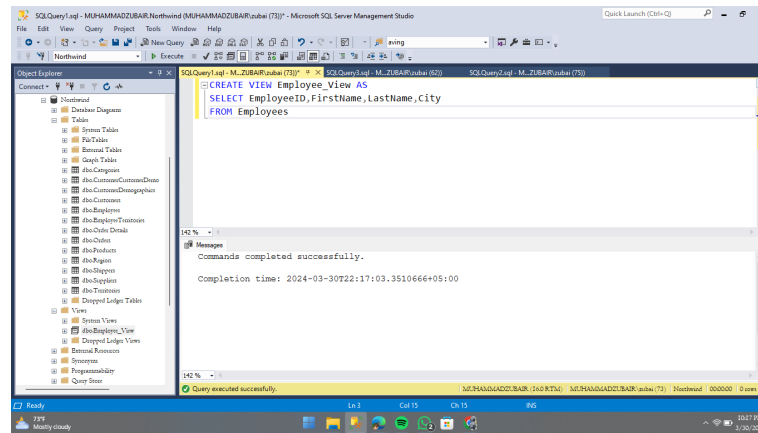 SQLQuery1.sql - MUHAMMADZUBAIR.Northwind (MUHAMMADZUBAIR\zubai (73))* - Microsoft SQL Server Management Studio
Quick Launch (Ctrl+Q)
File Edit View Query Project Tools Window Help
New Query
aving
Northwind
Execute
Object Explorer
SQLQuery1.sql - M...ZUBAIR\zubai (73))*
SQLQuery3.sql - M...ZUBAIR\zubai (62))
SQLQuery2.sql - M...ZUBAIR\zubai (75))
Connect
Northwind
Database Diagrams
Tables
System Tables
FileTables
External Tables
Graph Tables
dbo.Categories
dbo.CustomerCustomerDemo
dbo.CustomerDemographics
dbo.Customers
dbo.Employees
dbo.EmployeeTerritories
dbo.Order Details
dbo.Orders
dbo.Products
dbo.Region
dbo.Shippers
dbo.Suppliers
dbo.Territories
Dropped Ledger Tables
Views
System Views
dbo.Employee_View
Dropped Ledger Views
External Resources
Synonyms
Programmability
Query Store
CREATE VIEW Employee_View AS
SELECT EmployeeID,FirstName,LastName,City
FROM Employees
142 %
Messages
Commands completed successfully.
Completion time: 2024-03-30T22:17:03.3510666+05:00
142 %
Query executed successfully.
MUHAMMADZUBAIR (16.0 RTM)
MUHAMMADZUBAIR\zubai (73)
Northwind
00:00:00
0 rows
Ready
Ln 3
Col 15
Ch 15
INS
73°F
Mostly cloudy
10:27 P
3/30/20